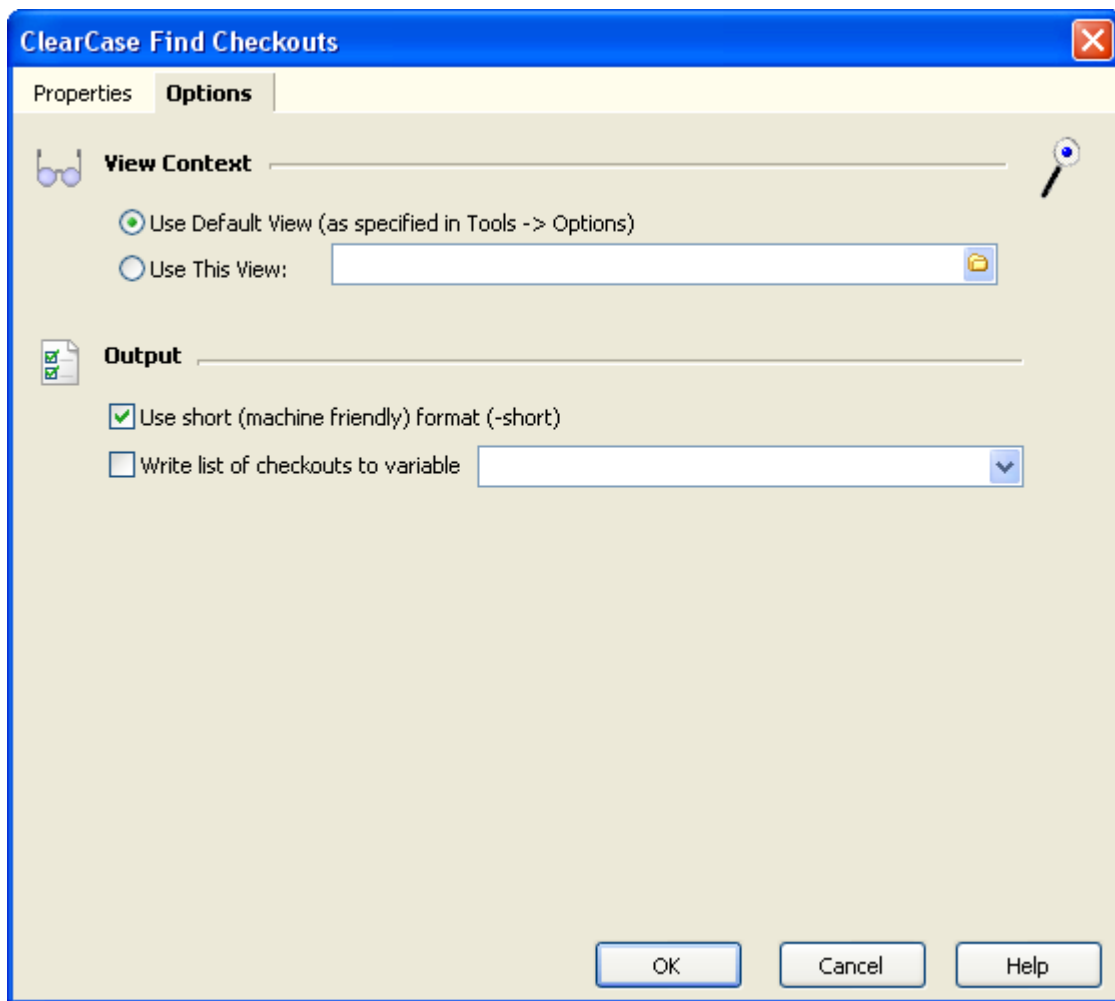 ClearCase Find Checkouts
Properties Options
View Context
Use Default View (as specified in Tools -> Options)
Use This View:
Output
Use short (machine friendly) format (-short)
Write list of checkouts to variable
OK Cancel Help